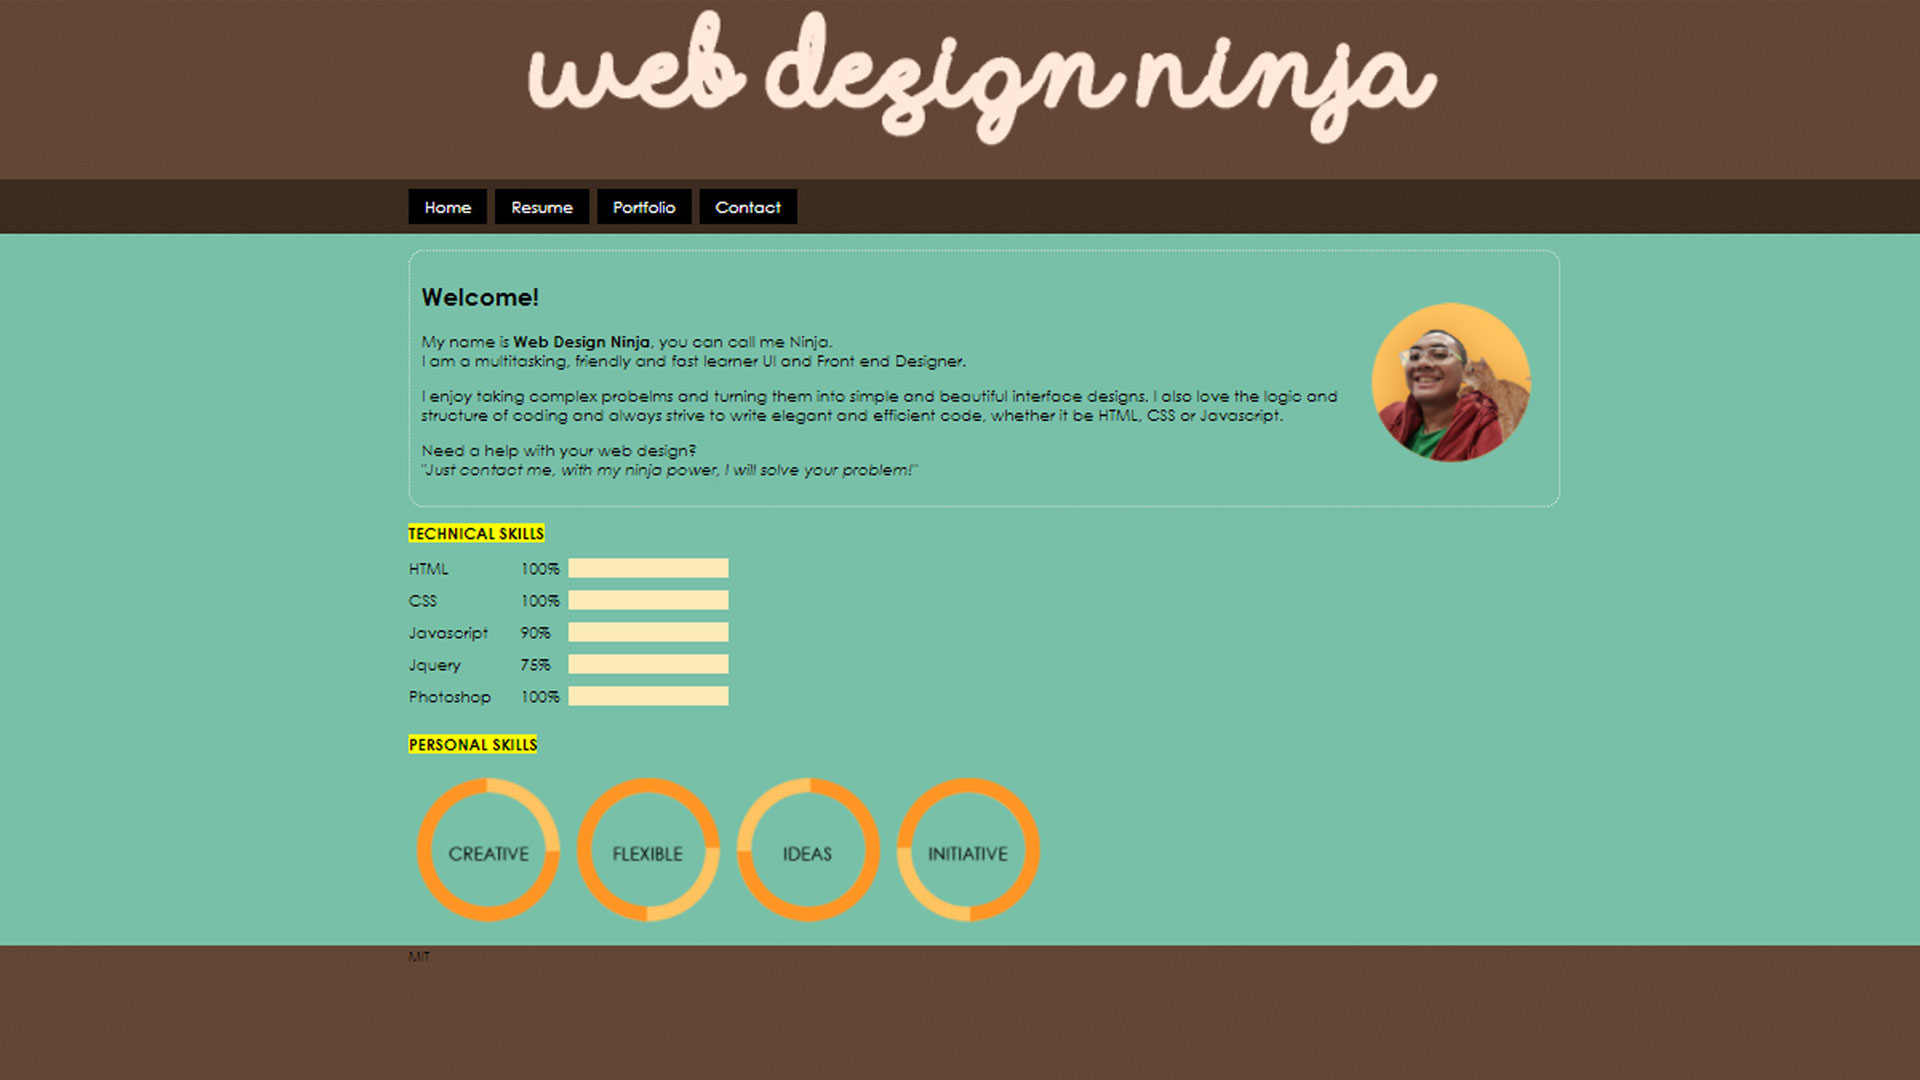 web design ninja
Home Resume Portfolio Contact
Welcome!
My name is Web Design Ninja, you can call me Ninja.
I am a multitasking, friendly and fast learner UI and Front end Designer.
I enjoy taking complex probelms and turning them into simple and beautiful interface designs. I also love the logic and
structure of coding and always strive to write elegant and efficient code, whether it be HTML, CSS or Javascript.
Need a help with your web design?
"Just contact me, with my ninja power, I will solve your problem!"
TECHNICAL SKILLS
HTML 100%
CSS 100%
Javascript 90%
Jquery 75%
Photoshop 100%
PERSONAL SKILLS
CREATIVE FLEXIBLE IDEAS INITIATIVE
MIT